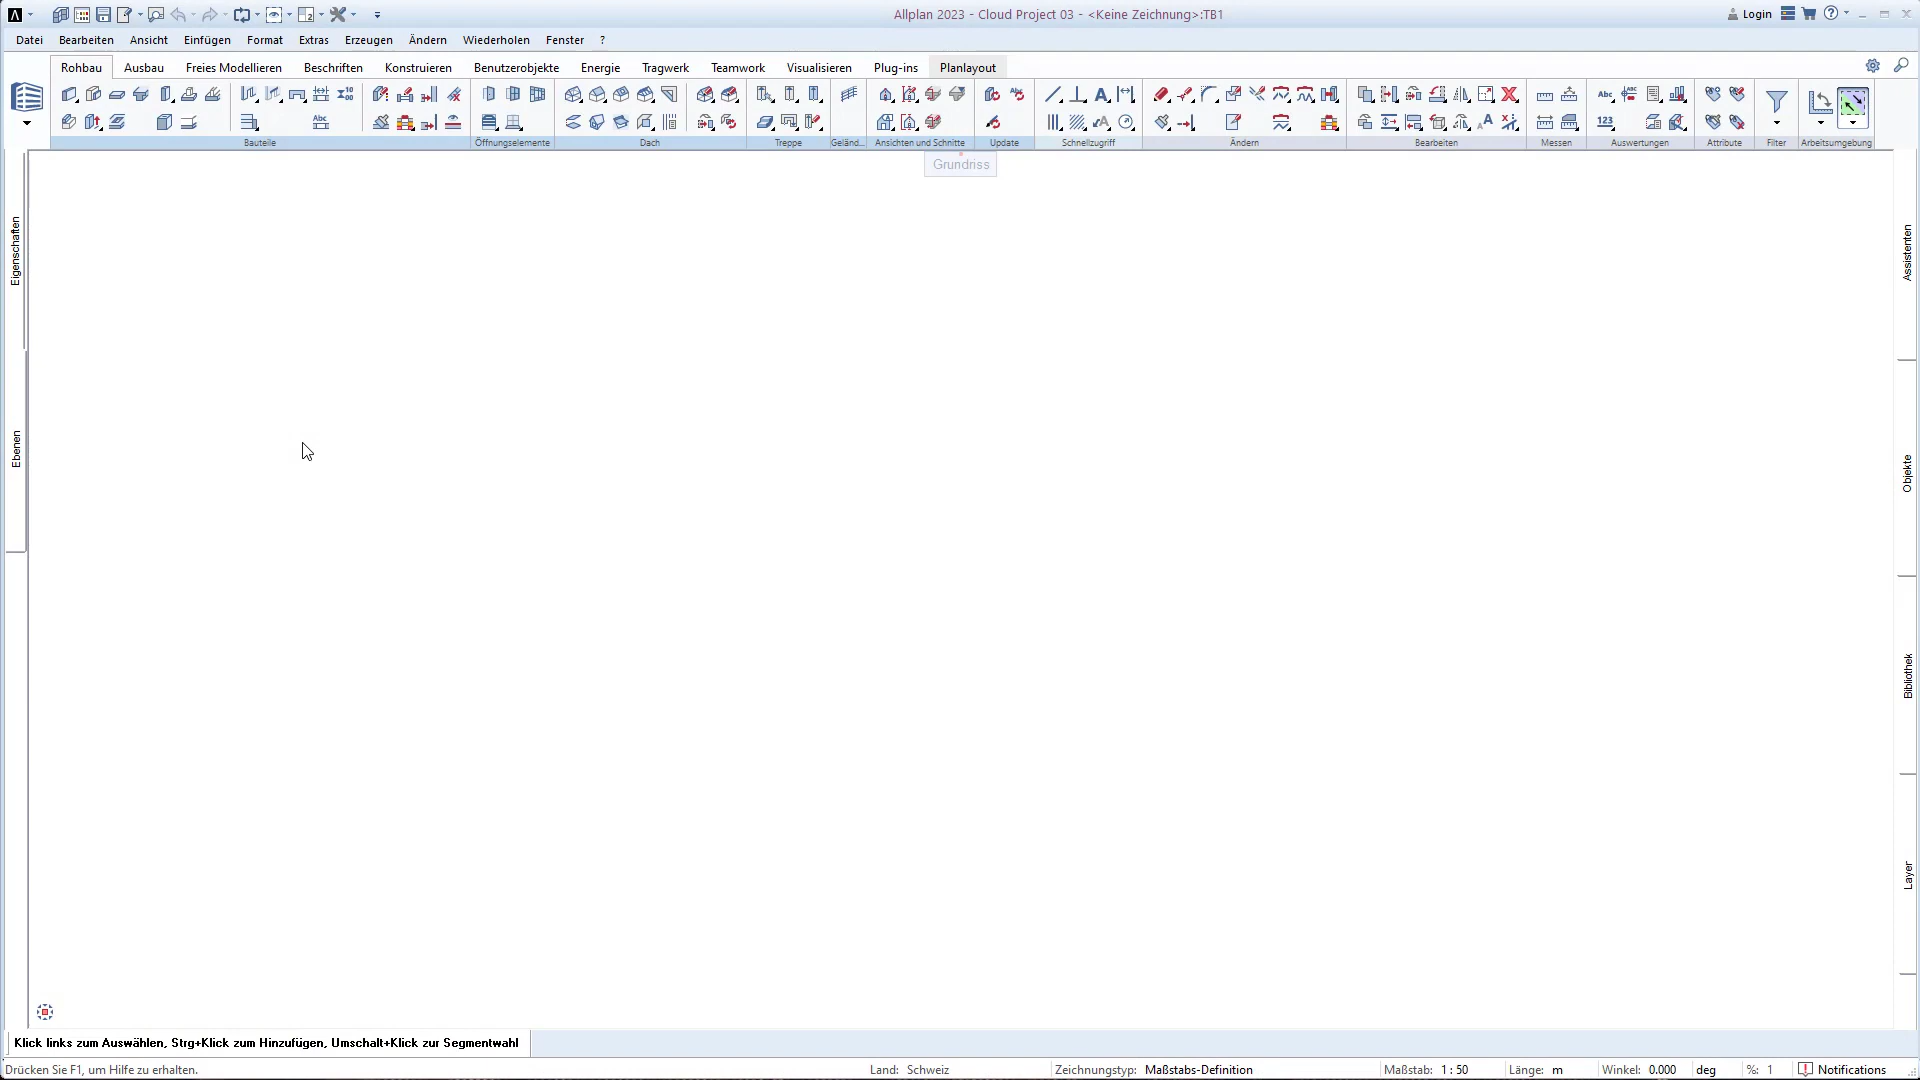 Allplan 2023 - Cloud Project 03 - <Keine Zeichnung>:TB1
Login
Datei Bearbeiten Ansicht Einfügen Format Extras Erzeugen Ändern Wiederholen Fenster ?
Rohbau Ausbau Freies Modellieren Beschriften Konstruieren Benutzerobjekte Energie Tragwerk Teamwork Visualisieren Plug-ins Planlayout
Bauteile Öffnungselemente Dach Treppe Geländ... Ansichten und Schnitte Update Schnellzugriff Ändern Bearbeiten Messen Auswertungen Attribute Filter Arbeitsumgebung
Grundriss
Eigenschaften
Ebenen
Assistenten
Objekte
Bibliothek
Layer
Klick links zum Auswählen, Strg+Klick zum Hinzufügen, Umschalt+Klick zur Segmentwahl
Drücken Sie F1, um Hilfe zu erhalten. Land: Schweiz Zeichnungstyp: Maßstabs-Definition Maßstab: 1 : 50 Länge: m Winkel: 0.000 deg %: 1 Notifications